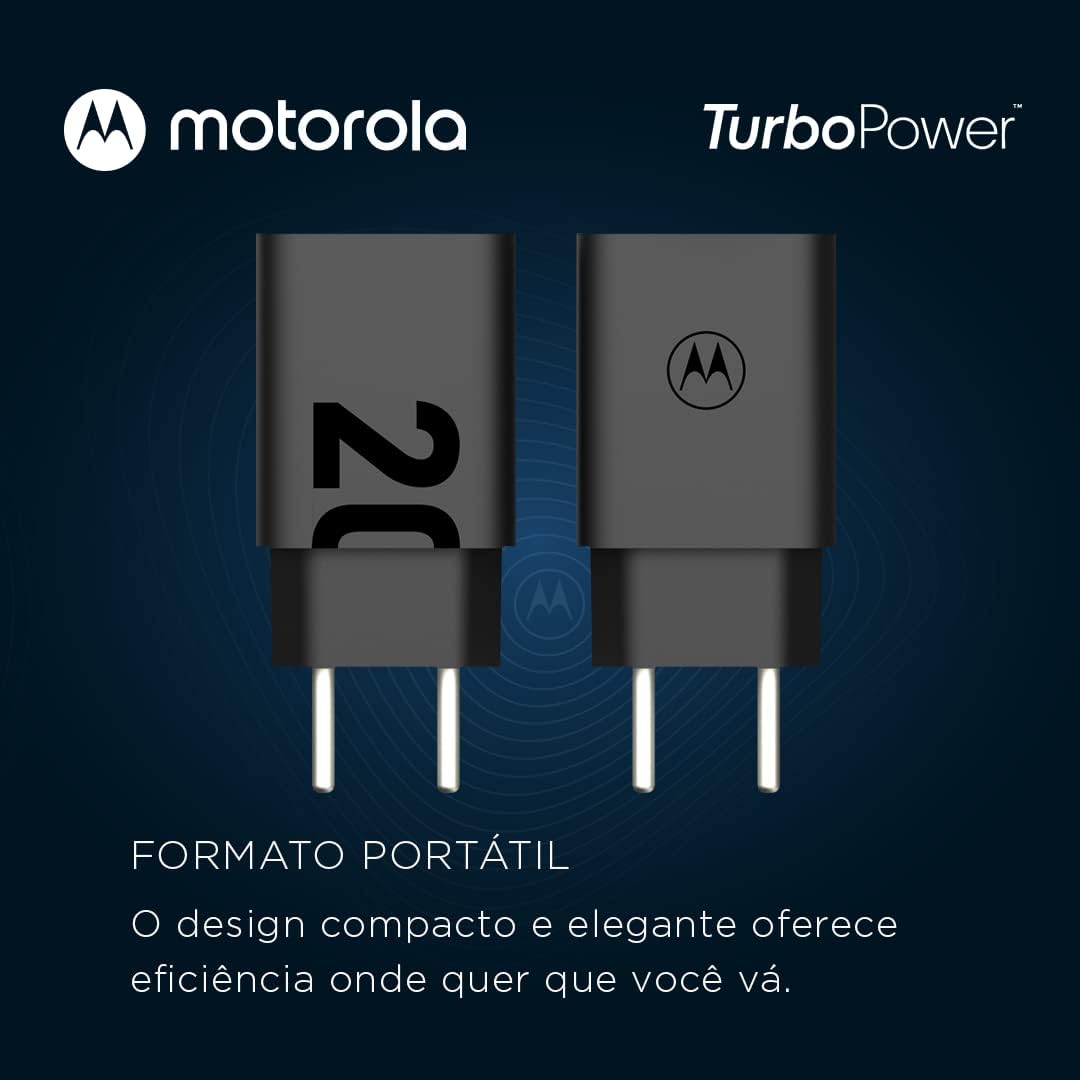 motorola
TurboPower™
20
FORMATO PORTÁTIL
O design compacto e elegante oferece
eficiência onde quer que você vá.